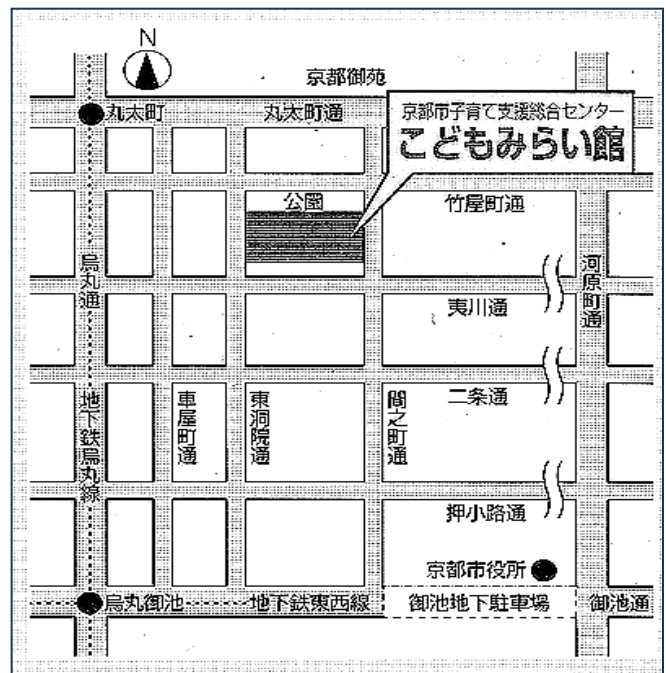 N
京都御苑
丸太町
丸太町通
京都市子育て支援総合センター
こどもみらい館
公園
竹屋町通
烏丸通
河原町通
夷川通
地下鉄烏丸線
車屋町通
東洞院通
間之町通
二条通
押小路通
京都市役所
烏丸御池
地下鉄東西線
御池地下駐車場
御池通